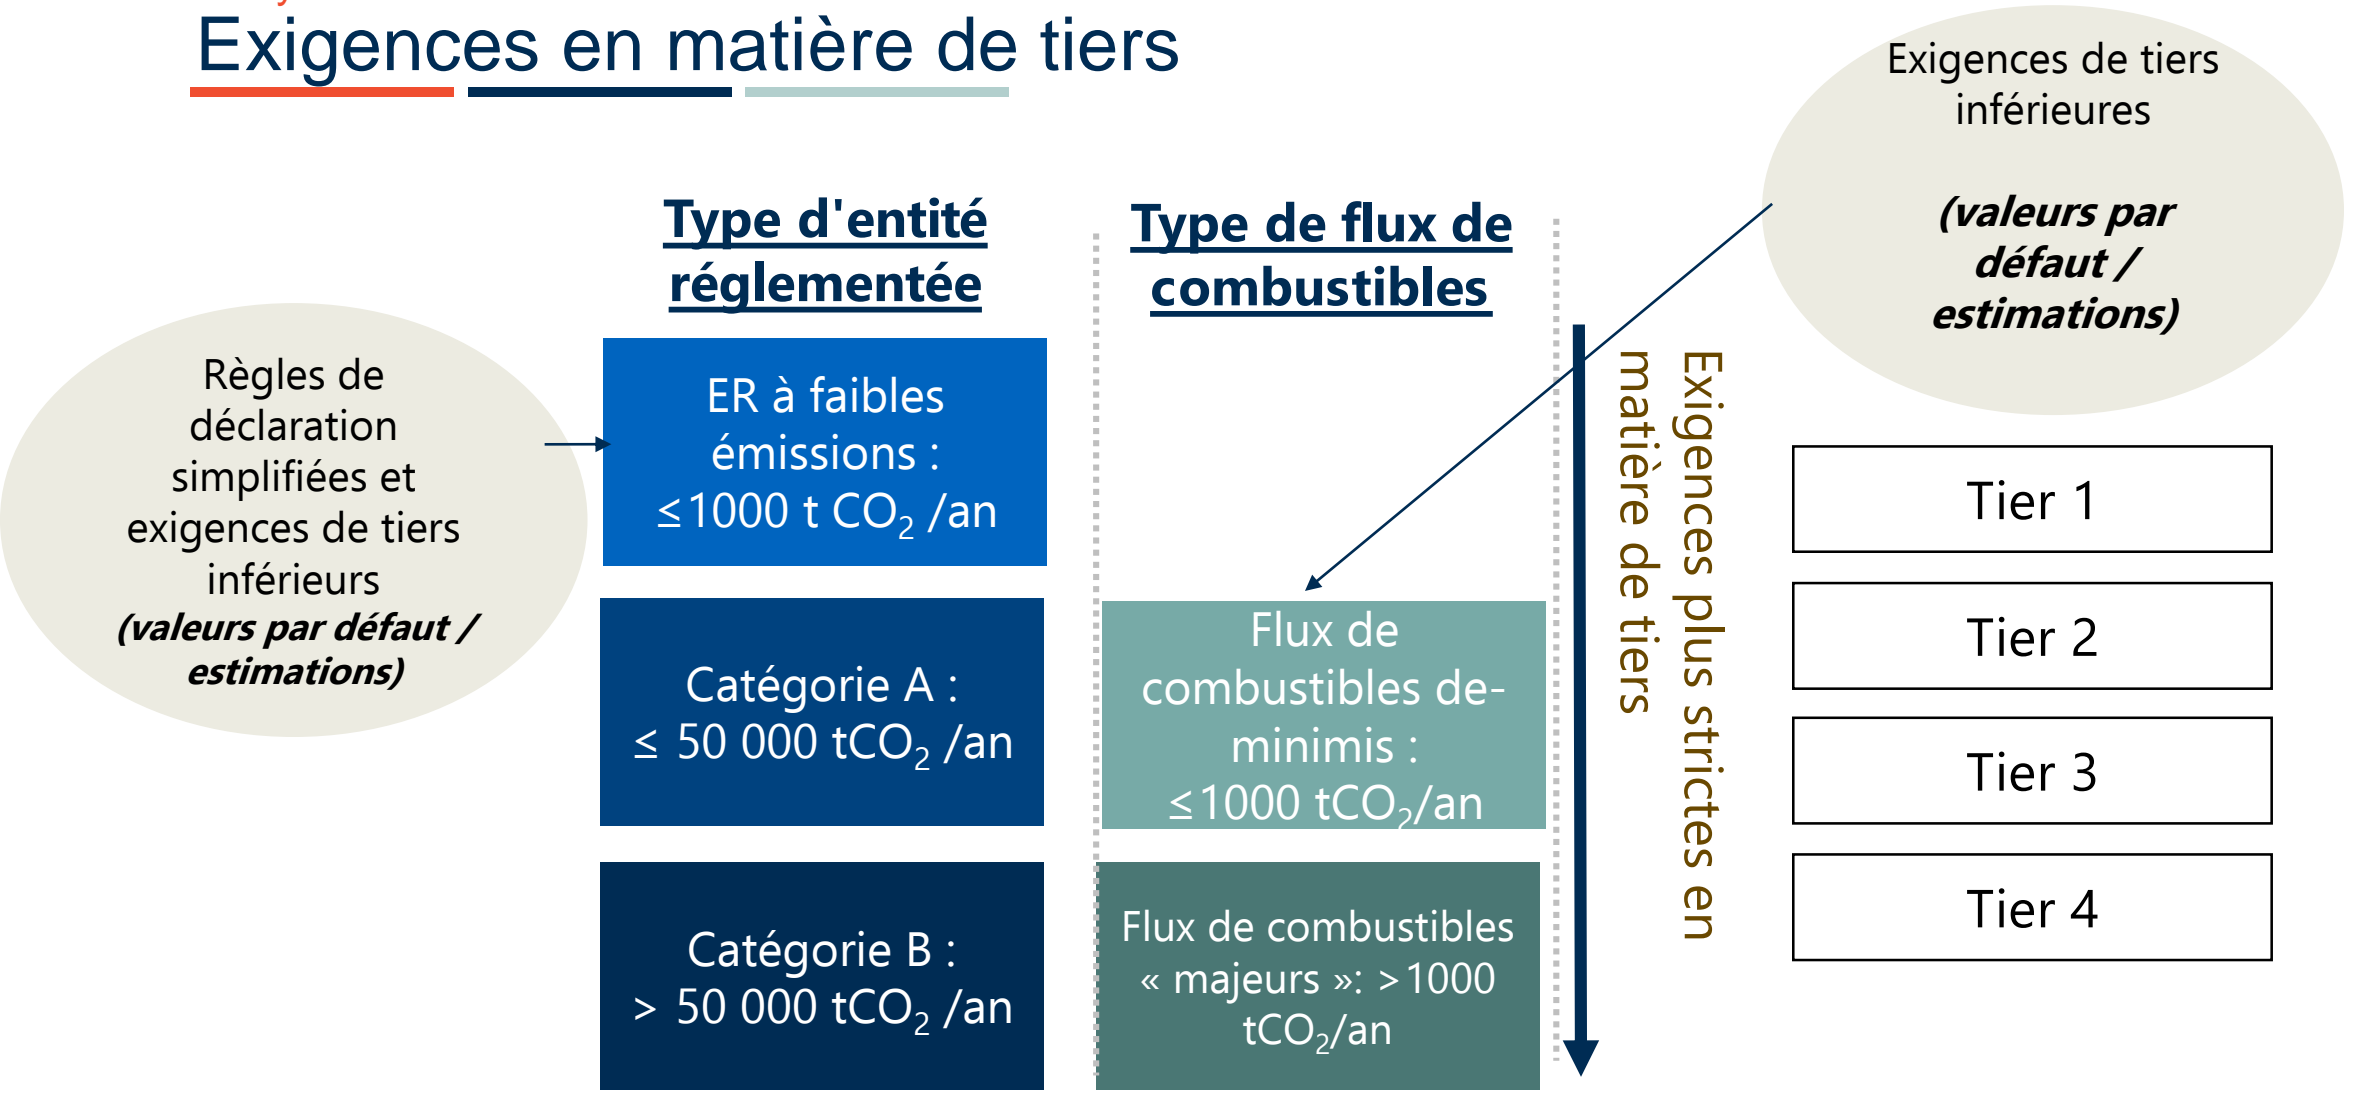 Exigences en matière de tiers
Exigences de tiers
inférieures
(valeurs par
défaut /
estimations)
Type d'entité
réglementée
Type de flux de
combustibles
Règles de
déclaration
simplifiées et
exigences de tiers
inférieurs
(valeurs par défaut /
estimations)
ER à faibles
émissions :
≤1000 t CO₂ /an
Catégorie A :
≤ 50 000 tCO₂ /an
Catégorie B :
> 50 000 tCO₂ /an
Flux de
combustibles de-
minimis :
≤1000 tCO₂/an
Flux de combustibles
« majeurs »: >1000
tCO₂/an
Exigences plus strictes en
matière de tiers
Tier 1
Tier 2
Tier 3
Tier 4